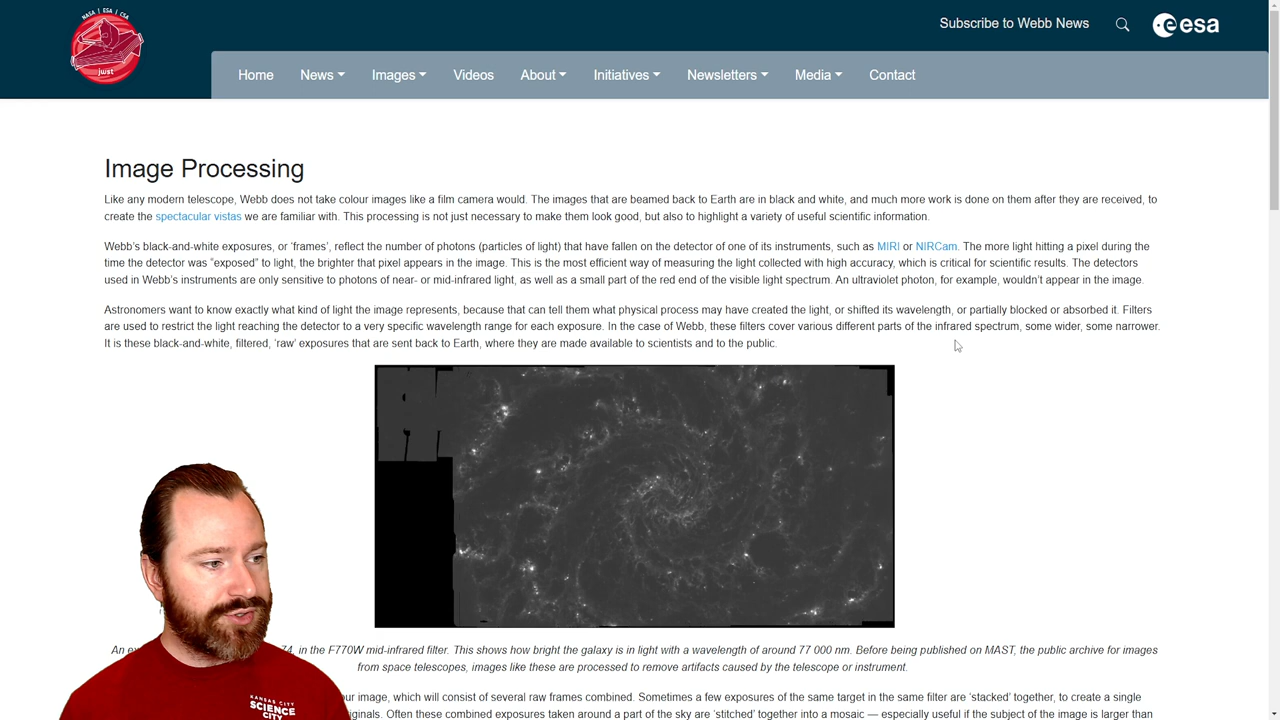 NASA | ESA | CSA
jwst
Subscribe to Webb News
esa
Home News Images Videos About Initiatives Newsletters Media Contact
Image Processing
Like any modern telescope, Webb does not take colour images like a film camera would. The images that are beamed back to Earth are in black and white, and much more work is done on them after they are received, to
create the spectacular vistas we are familiar with. This processing is not just necessary to make them look good, but also to highlight a variety of useful scientific information.
Webb's black-and-white exposures, or 'frames', reflect the number of photons (particles of light) that have fallen on the detector of one of its instruments, such as MIRI or NIRCam. The more light hitting a pixel during the
time the detector was "exposed" to light, the brighter that pixel appears in the image. This is the most efficient way of measuring the light collected with high accuracy, which is critical for scientific results. The detectors
used in Webb's instruments are only sensitive to photons of near- or mid-infrared light, as well as a small part of the red end of the visible light spectrum. An ultraviolet photon, for example, wouldn't appear in the image.
Astronomers want to know exactly what kind of light the image represents, because that can tell them what physical process may have created the light, or shifted its wavelength, or partially blocked or absorbed it. Filters
are used to restrict the light reaching the detector to a very specific wavelength range for each exposure. In the case of Webb, these filters cover various different parts of the infrared spectrum, some wider, some narrower.
It is these black-and-white, filtered, 'raw' exposures that are sent back to Earth, where they are made available to scientists and to the public.
An 74, in the F770W mid-infrared filter. This shows how bright the galaxy is in light with a wavelength of around 77 000 nm. Before being published on MAST, the public archive for images
from space telescopes, images like these are processed to remove artifacts caused by the telescope or instrument.
our image, which will consist of several raw frames combined. Sometimes a few exposures of the same target in the same filter are 'stacked' together, to create a single
iginals. Often these combined exposures taken around a part of the sky are 'stitched' together into a mosaic — especially useful if the subject of the image is larger than
KANSAS CITY
SCIENCE
CITY